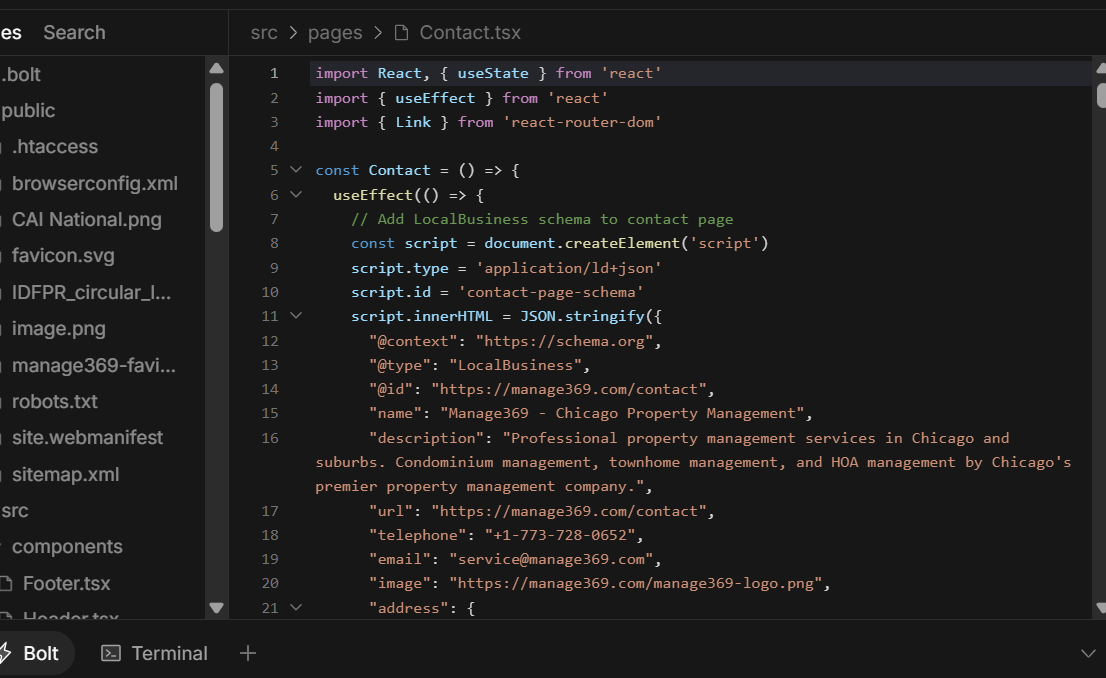 es Search
src > pages > Contact.tsx
.bolt
public
.htaccess
browserconfig.xml
CAI National.png
favicon.svg
IDFPR_circular_l...
image.png
manage369-favi...
robots.txt
site.webmanifest
sitemap.xml
src
components
Footer.tsx
Header.tsx
1 import React, { useState } from 'react'
2 import { useEffect } from 'react'
3 import { Link } from 'react-router-dom'
4
5 const Contact = () => {
6 useEffect(() => {
7 // Add LocalBusiness schema to contact page
8 const script = document.createElement('script')
9 script.type = 'application/ld+json'
10 script.id = 'contact-page-schema'
11 script.innerHTML = JSON.stringify({
12 "@context": "https://schema.org",
13 "@type": "LocalBusiness",
14 "@id": "https://manage369.com/contact",
15 "name": "Manage369 - Chicago Property Management",
16 "description": "Professional property management services in Chicago and
suburbs. Condominium management, townhome management, and HOA management by Chicago's
premier property management company.",
17 "url": "https://manage369.com/contact",
18 "telephone": "+1-773-728-0652",
19 "email": "service@manage369.com",
20 "image": "https://manage369.com/manage369-logo.png",
21 "address": {
Bolt Terminal +